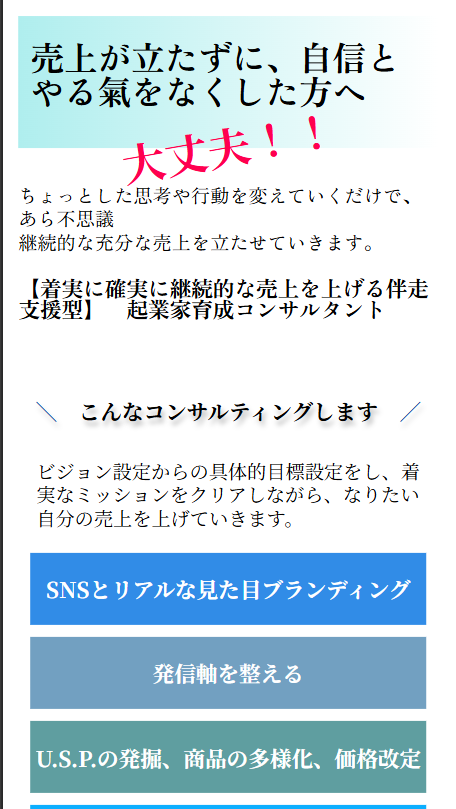 売上が立たずに、自信と
やる氣をなくした方へ
大丈夫！！
ちょっとした思考や行動を変えていくだけで、
あら不思議
継続的な充分な売上を立たせていきます。
【着実に確実に継続的な売上を上げる伴走
支援型】　起業家育成コンサルタント
＼　こんなコンサルティングします　／
ビジョン設定からの具体的目標設定をし、着
実なミッションをクリアしながら、なりたい
自分の売上を上げていきます。
SNSとリアルな見た目ブランディング
発信軸を整える
U.S.P.の発掘、商品の多様化、価格改定